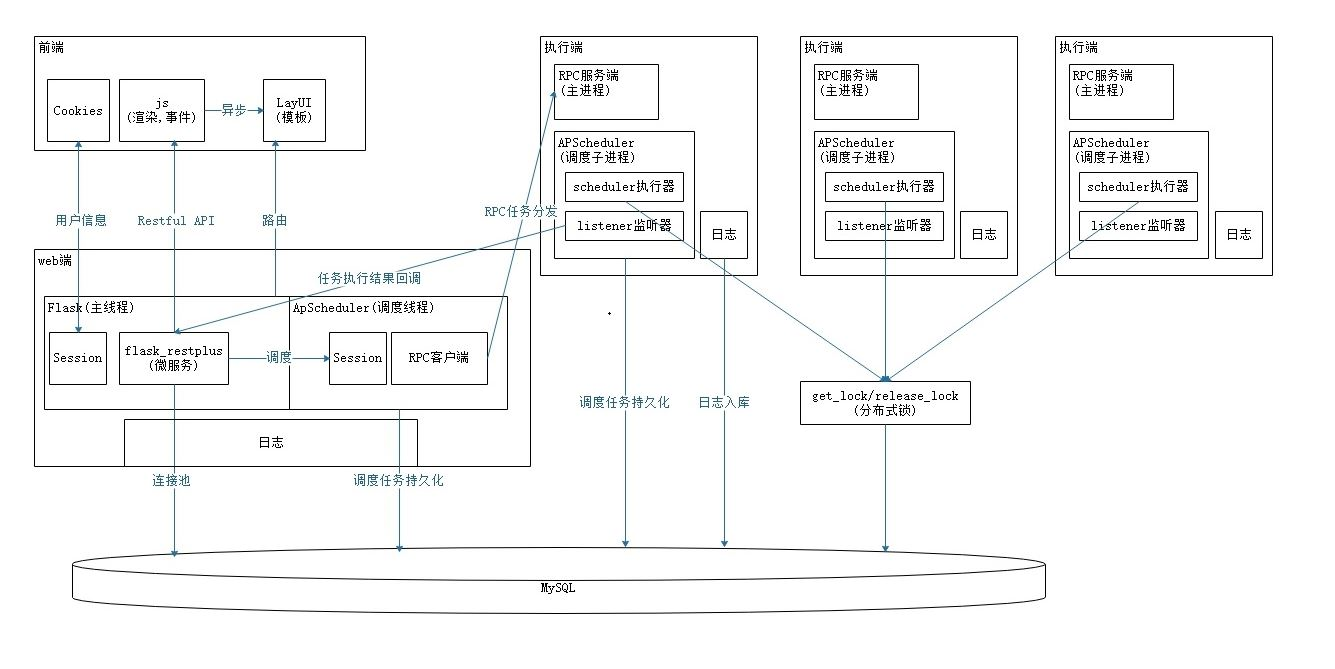 前端
Cookies
js
(渲染,事件)
异步
LayUI
(模板)
用户信息
Restful API
路由
web端
Flask(主线程)
Session
flask_restplus
(微服务)
调度
ApScheduler(调度线程)
Session
RPC客户端
日志
连接池
调度任务持久化
RPC任务分发
任务执行结果回调
执行端
RPC服务端
(主进程)
APScheduler
(调度子进程)
scheduler执行器
listener监听器
日志
调度任务持久化
日志入库
执行端
RPC服务端
(主进程)
APScheduler
(调度子进程)
scheduler执行器
listener监听器
日志
执行端
RPC服务端
(主进程)
APScheduler
(调度子进程)
scheduler执行器
listener监听器
日志
get_lock/release_lock
(分布式锁)
MySQL